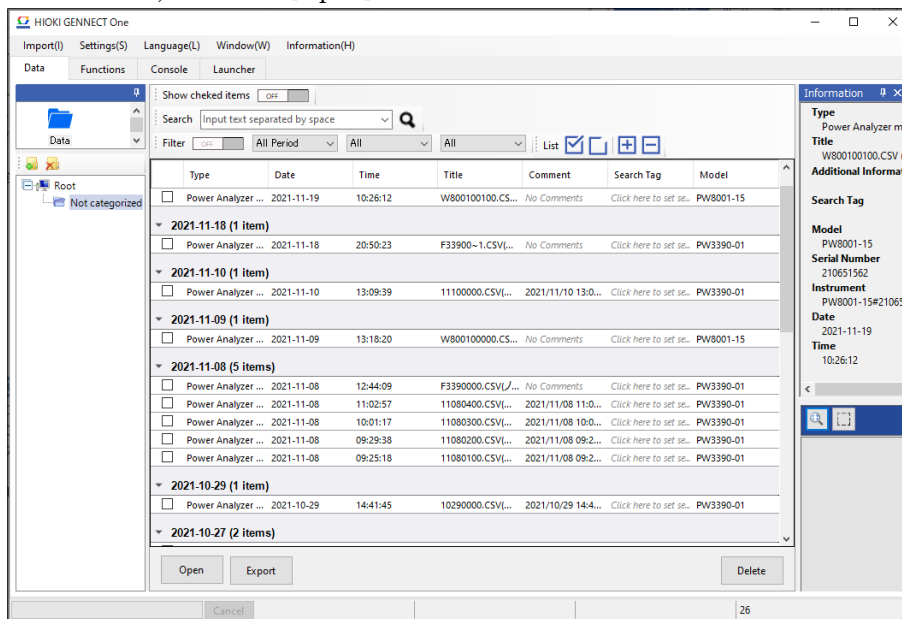 HIOKI GENNECT One
Import(I) Settings(S) Language(L) Window(W) Information(H)
Data Functions Console Launcher
Show cheked items OFF
Search Input text separated by space
Filter OFF All Period All All List
Data
Root
Not categorized
Type Date Time Title Comment Search Tag Model
Power Analyzer ... 2021-11-19 10:26:12 W800100100.CS... No Comments Click here to set se... PW8001-15
2021-11-18 (1 item)
Power Analyzer ... 2021-11-18 20:50:23 F33900~1.CSV(... No Comments Click here to set se... PW3390-01
2021-11-10 (1 item)
Power Analyzer ... 2021-11-10 13:09:39 11100000.CSV(... 2021/11/10 13:0... Click here to set se... PW3390-01
2021-11-09 (1 item)
Power Analyzer ... 2021-11-09 13:18:20 W800100000.CS... No Comments Click here to set se... PW8001-15
2021-11-08 (5 items)
Power Analyzer ... 2021-11-08 12:44:09 F3390000.CSV(ノ... No Comments Click here to set se... PW3390-01
Power Analyzer ... 2021-11-08 11:02:57 11080400.CSV(... 2021/11/08 11:0... Click here to set se... PW3390-01
Power Analyzer ... 2021-11-08 10:01:17 11080300.CSV(... 2021/11/08 10:0... Click here to set se... PW3390-01
Power Analyzer ... 2021-11-08 09:29:38 11080200.CSV(... 2021/11/08 09:2... Click here to set se... PW3390-01
Power Analyzer ... 2021-11-08 09:25:18 11080100.CSV(... 2021/11/08 09:2... Click here to set se... PW3390-01
2021-10-29 (1 item)
Power Analyzer ... 2021-10-29 14:41:45 10290000.CSV(... 2021/10/29 14:4... Click here to set se... PW3390-01
2021-10-27 (2 items)
Open Export Delete
Information
Type
Power Analyzer m
Title
W800100100.CSV (
Additional Informat
Search Tag
Model
PW8001-15
Serial Number
210651562
Instrument
PW8001-15#21065
Date
2021-11-19
Time
10:26:12
Cancel 26